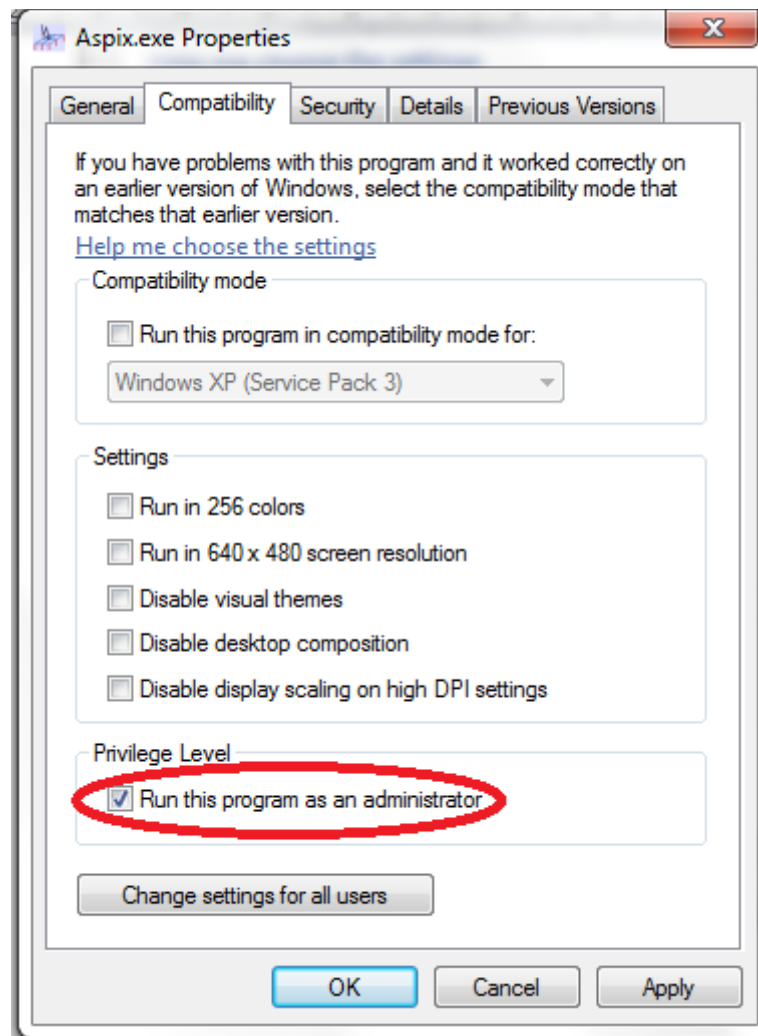 Aspix.exe Properties
General Compatibility Security Details Previous Versions
If you have problems with this program and it worked correctly on
an earlier version of Windows, select the compatibility mode that
matches that earlier version.
Help me choose the settings
Compatibility mode
Run this program in compatibility mode for:
Windows XP (Service Pack 3)
Settings
Run in 256 colors
Run in 640 x 480 screen resolution
Disable visual themes
Disable desktop composition
Disable display scaling on high DPI settings
Privilege Level
Run this program as an administrator
Change settings for all users
OK Cancel Apply